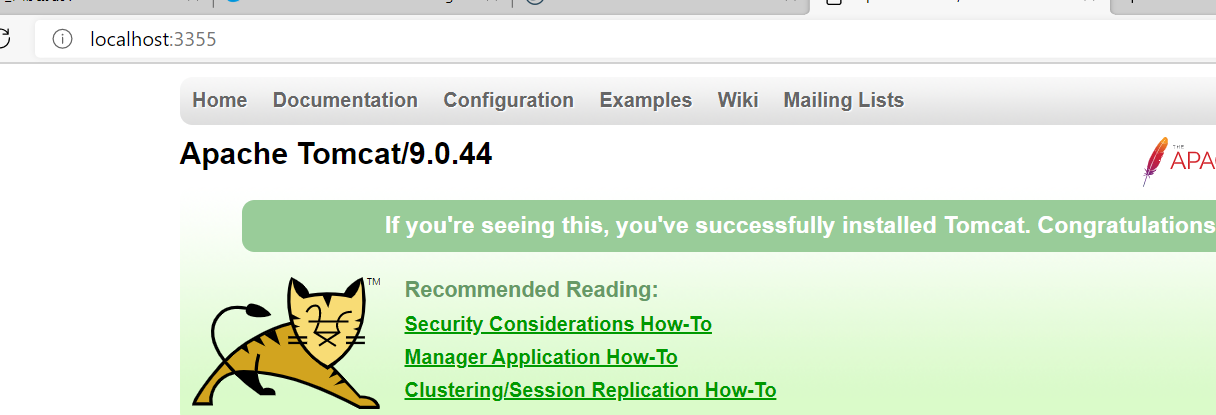 localhost:3355
Home Documentation Configuration Examples Wiki Mailing Lists
Apache Tomcat/9.0.44
THE
APA
If you're seeing this, you've successfully installed Tomcat. Congratulations
TM
Recommended Reading:
Security Considerations How-To
Manager Application How-To
Clustering/Session Replication How-To